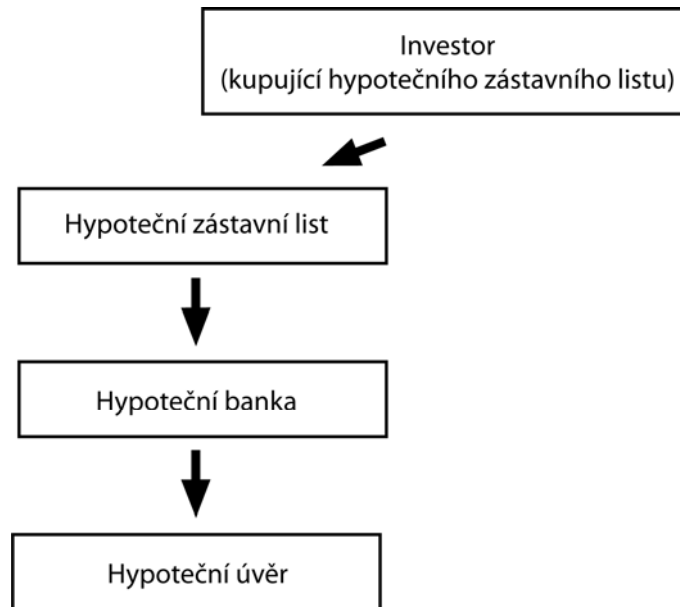 Investor
(kupující hypotečního zástavního listu)
Hypoteční zástavní list
Hypoteční banka
Hypoteční úvěr